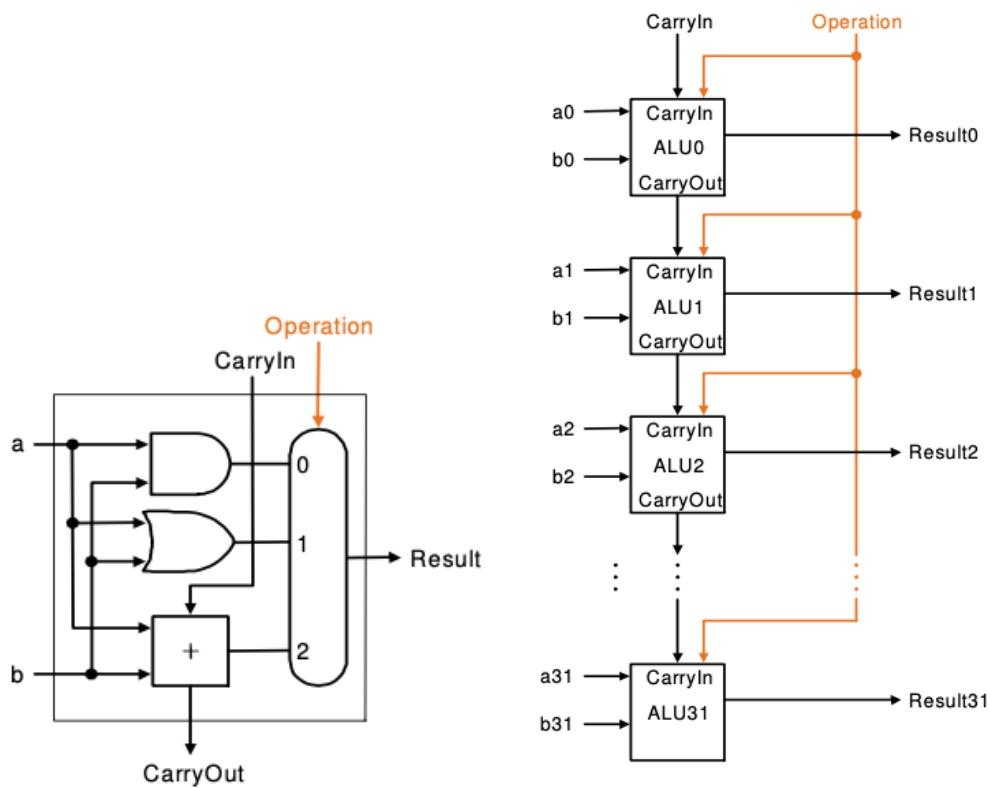 Operation
CarryIn
a
0
1
Result
2
+
b
CarryOut
CarryIn
Operation
a0
CarryIn
ALU0
Result0
b0
CarryOut
a1
CarryIn
ALU1
Result1
b1
CarryOut
a2
CarryIn
ALU2
Result2
b2
CarryOut
a31
CarryIn
ALU31
Result31
b31